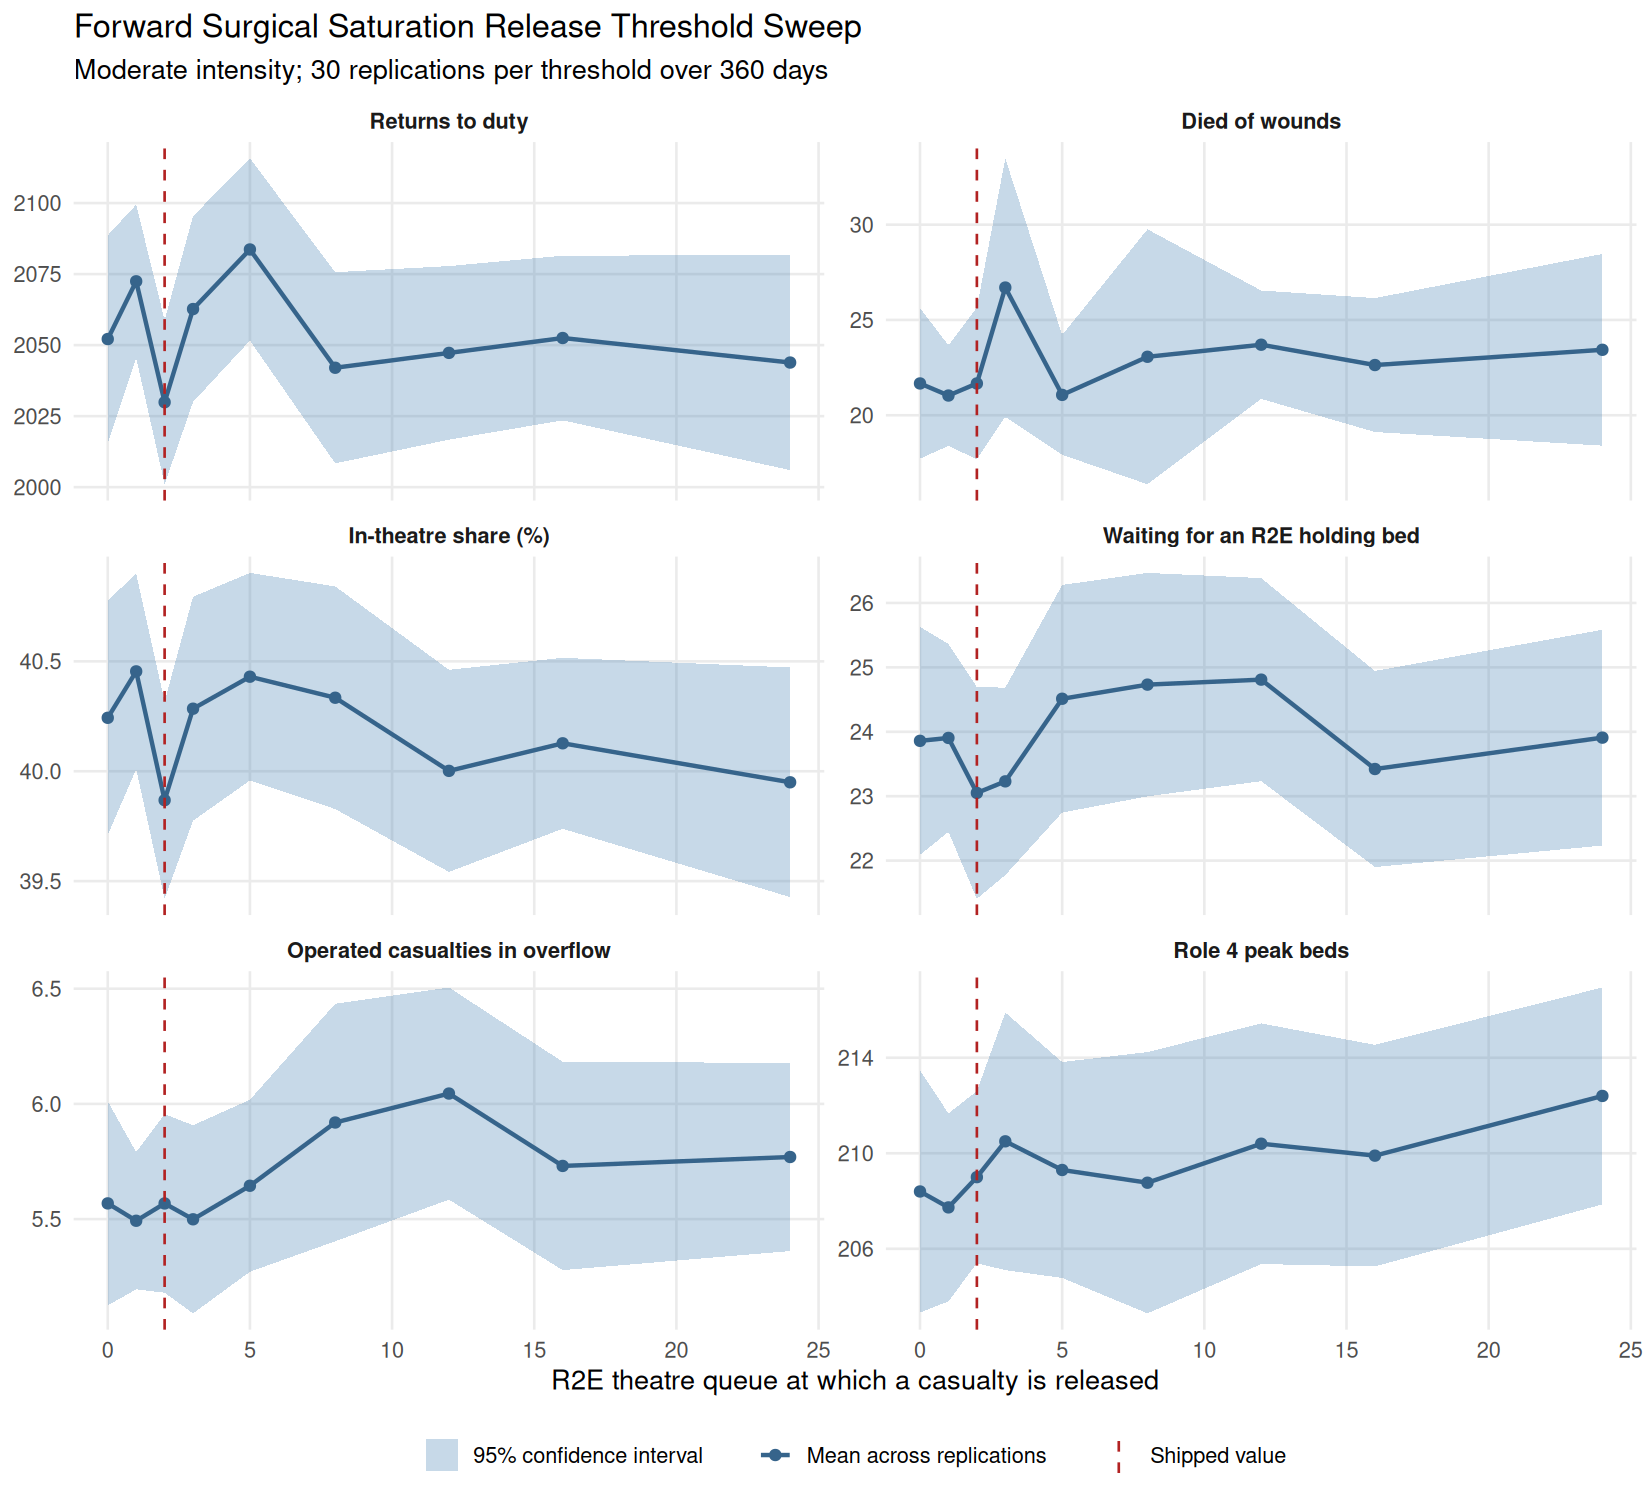 Forward Surgical Saturation Release Threshold Sweep
Moderate intensity; 30 replications per threshold over 360 days
Returns to duty
2100
2075
2050
2025
2000
Died of wounds
30
25
20
In-theatre share (%)
40.5
40.0
39.5
Waiting for an R2E holding bed
26
25
24
23
22
Operated casualties in overflow
6.5
6.0
5.5
0 5 10 15 20 25
Role 4 peak beds
214
210
206
0 5 10 15 20 25
R2E theatre queue at which a casualty is released
95% confidence interval Mean across replications Shipped value